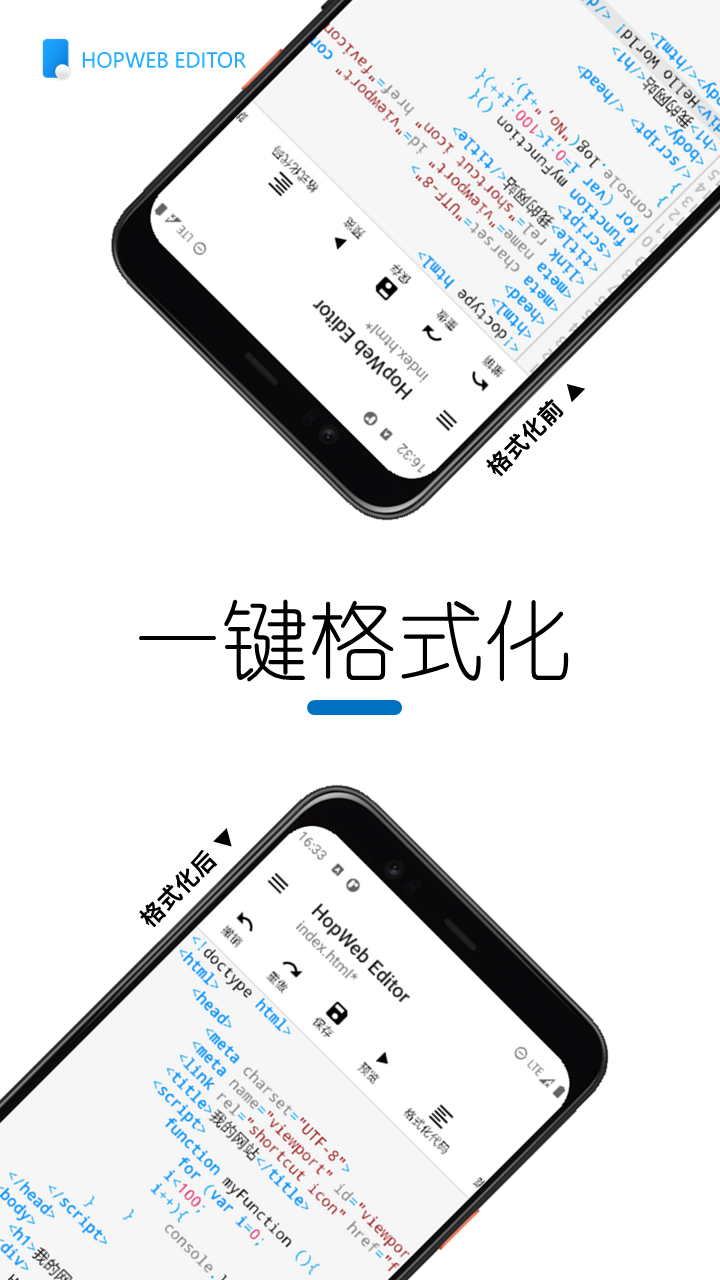 HOPWEB EDITOR
</head>
<body>
<h1>我的网站</h1>
Hello World!
</script>
console.log("No."+i);
for (var i=0;i<100;i++){
function myFunction (){
<script>
<title>我的网站</title>
<link rel="shortcut icon" href="favicon
<meta name="viewport" id="viewport"
<meta charset="UTF-8">
<head>
<html>
<!doctype html>
格式化代码
预览
保存
重做
撤销
HopWeb Editor
index.html*
LTE
16:32
格式化前
一键格式化
格式化后
16:33
LTE
HopWeb Editor
index.html*
撤销
重做
保存
预览
格式化代码
<!doctype html>
<html>
<head>
<meta charset="UTF-8">
<meta name="viewport" id="viewpor
<link rel="shortcut icon" href="f
<title>我的网站</title>
<script>
function myFunction (){
for (var i=0;
i<100;
i++){
console.l
}
}
</script>
</head>
<body>
<h1>我的网
<div>